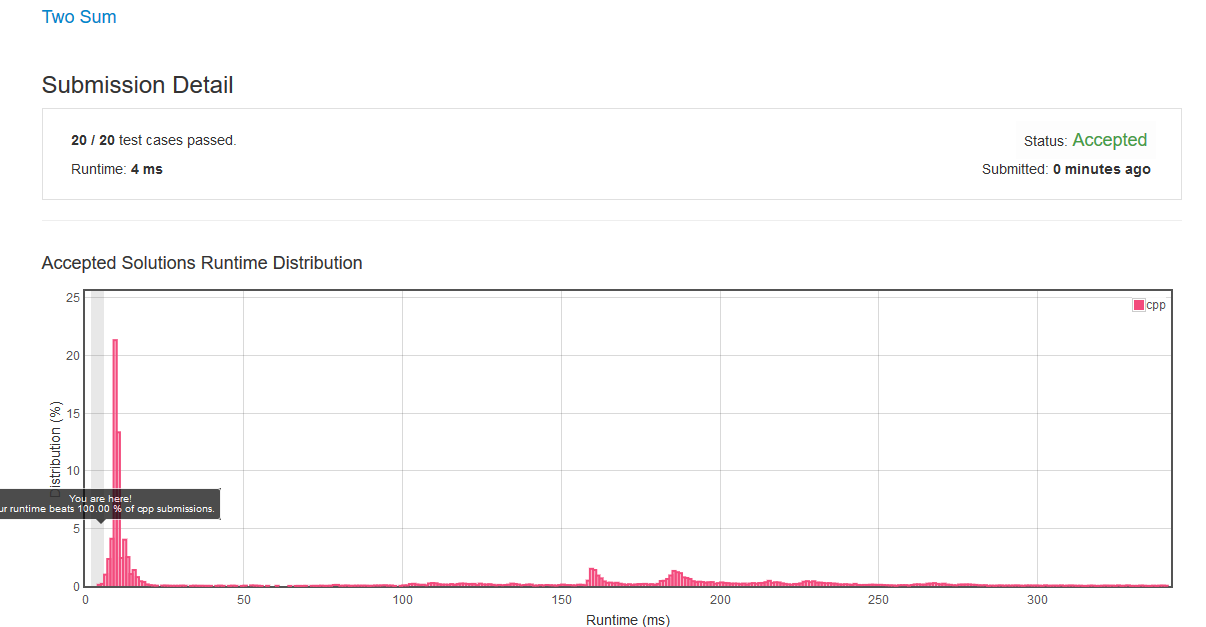 Two Sum
Submission Detail
20 / 20 test cases passed.
Status: Accepted
Runtime: 4 ms
Submitted: 0 minutes ago
Accepted Solutions Runtime Distribution
25
cpp
20
15
Distribution (%)
10
You are here!
ur runtime beats 100.00 % of cpp submissions.
5
0
0 50 100 150 200 250 300
Runtime (ms)